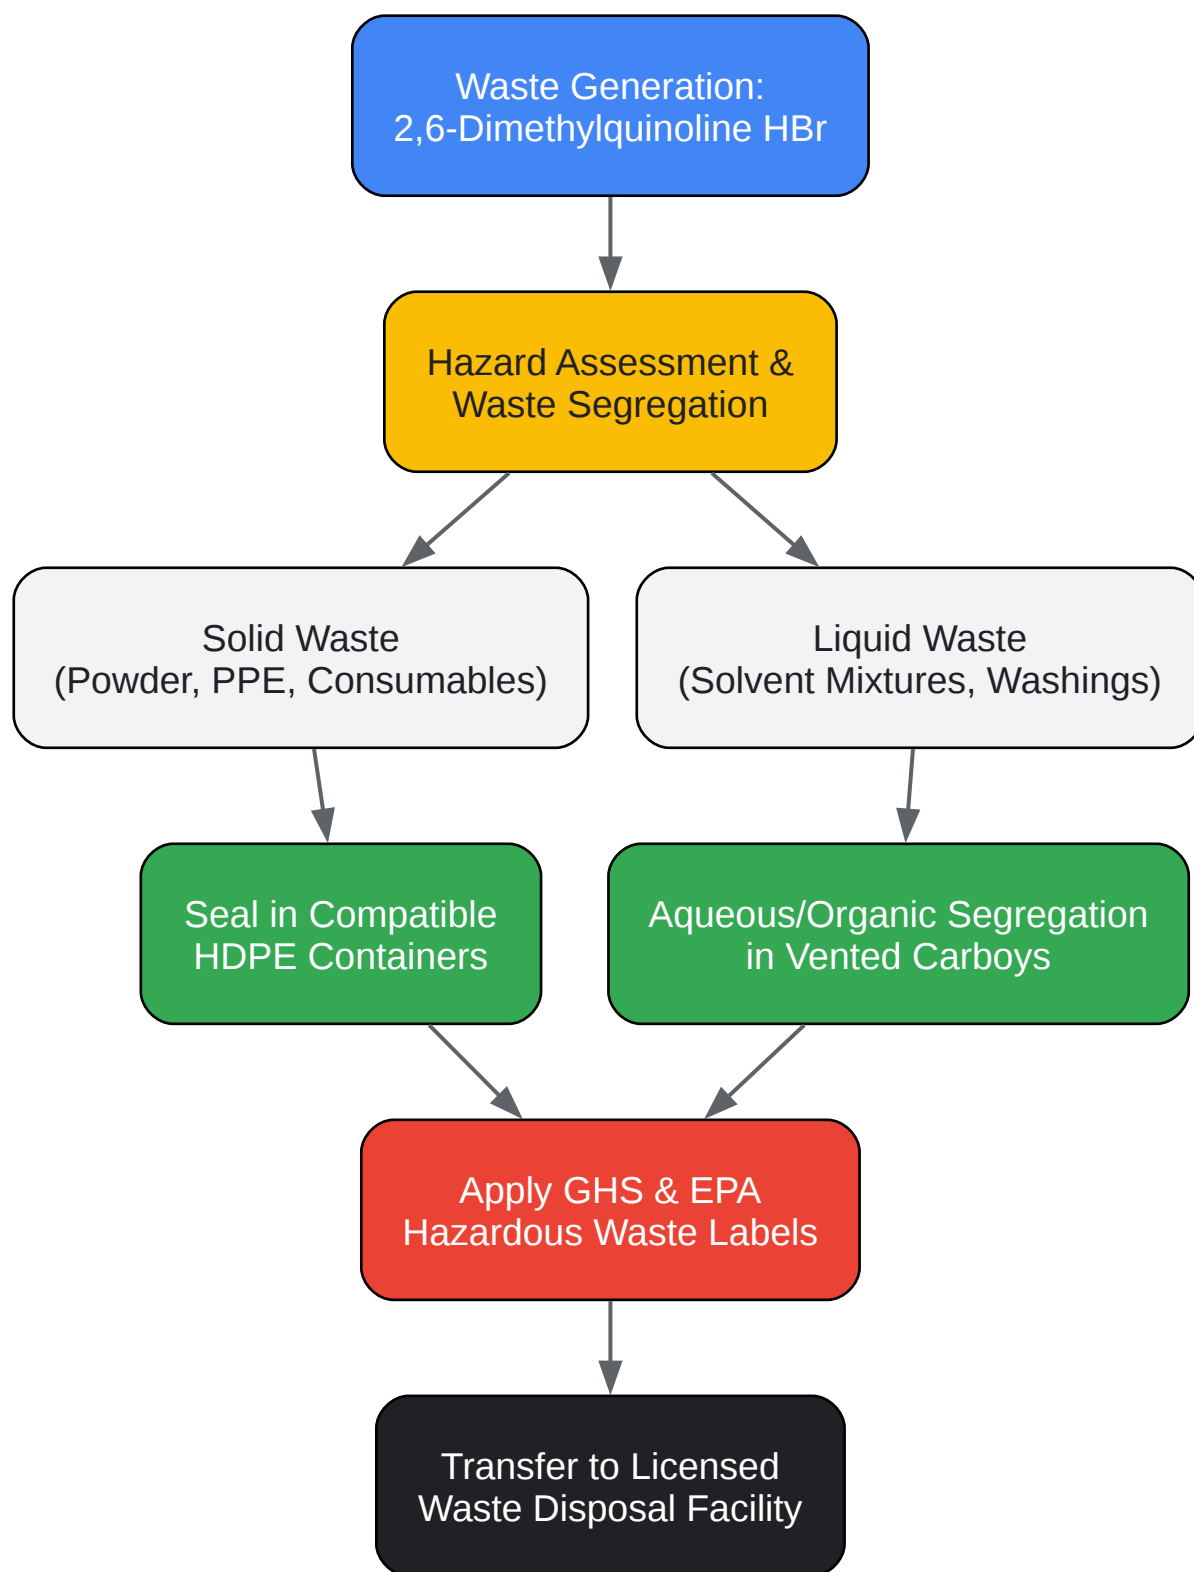 Waste Generation:
2,6-Dimethylquinoline HBr
Hazard Assessment &
Waste Segregation
Solid Waste
(Powder, PPE, Consumables)
Liquid Waste
(Solvent Mixtures, Washings)
Seal in Compatible
HDPE Containers
Aqueous/Organic Segregation
in Vented Carboys
Apply GHS & EPA
Hazardous Waste Labels
Transfer to Licensed
Waste Disposal Facility